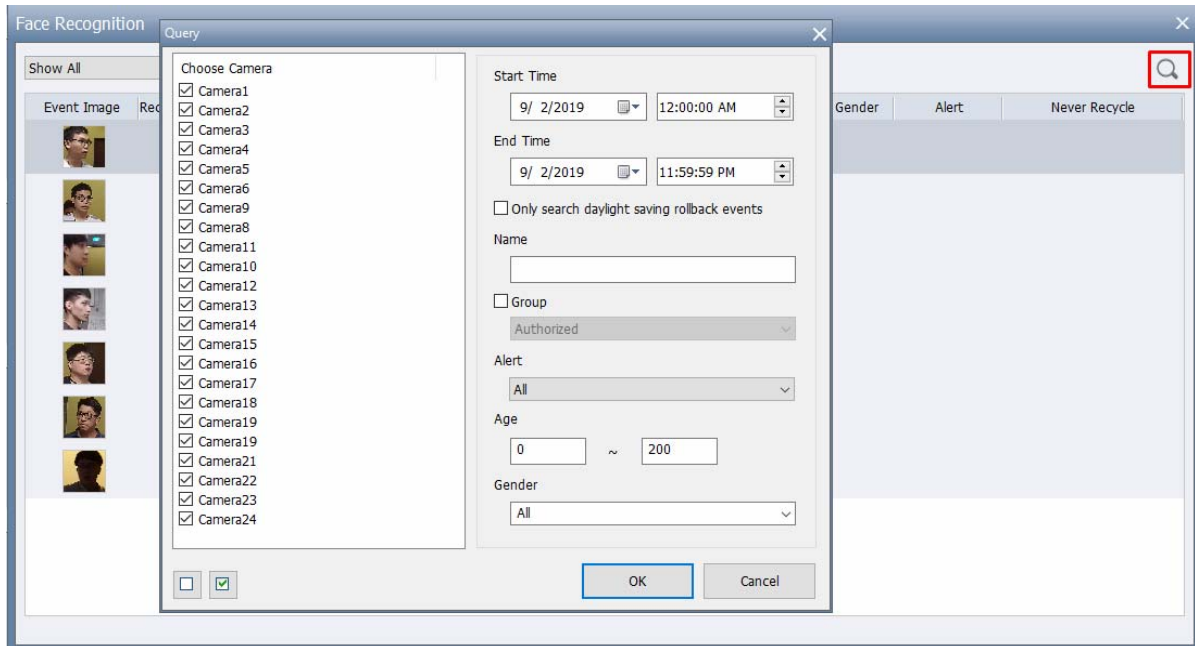 Face Recognition
Show All
Event Image Rec Gender Alert Never Recycle
Query
Choose Camera
Camera1
Camera2
Camera3
Camera4
Camera5
Camera6
Camera9
Camera8
Camera11
Camera10
Camera12
Camera13
Camera14
Camera15
Camera16
Camera17
Camera18
Camera19
Camera19
Camera21
Camera22
Camera23
Camera24
Start Time
9/ 2/2019 12:00:00 AM
End Time
9/ 2/2019 11:59:59 PM
Only search daylight saving rollback events
Name
Group
Authorized
Alert
All
Age
0 ~ 200
Gender
All
OK Cancel